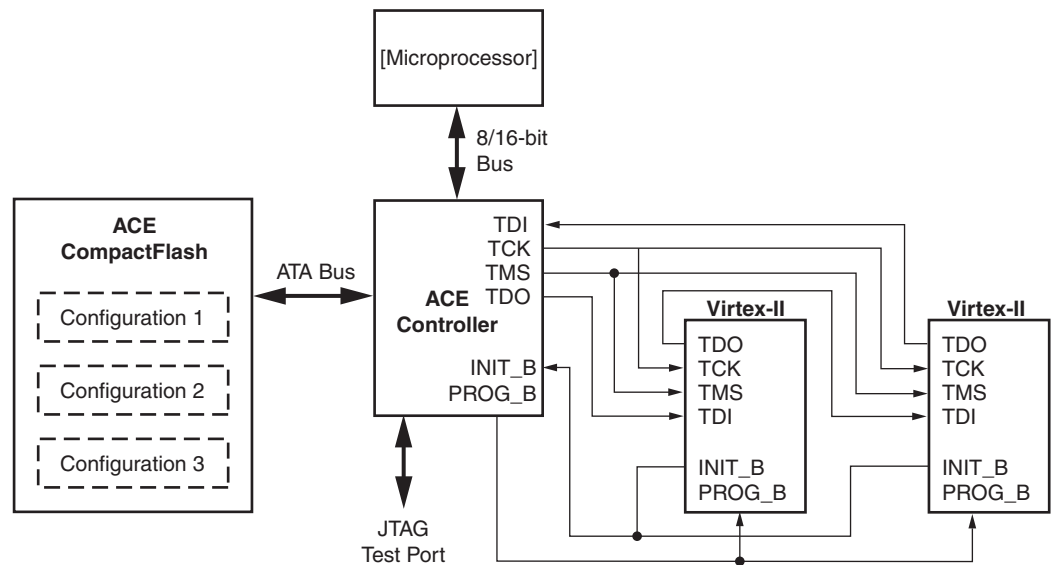 [Microprocessor]
8/16-bit
Bus
ACE
CompactFlash
Configuration 1
Configuration 2
Configuration 3
ATA Bus
ACE
Controller
TDI
TCK
TMS
TDO
INIT_B
PROG_B
JTAG
Test Port
Virtex-II
TDO
TCK
TMS
TDI
INIT_B
PROG_B
Virtex-II
TDO
TCK
TMS
TDI
INIT_B
PROG_B